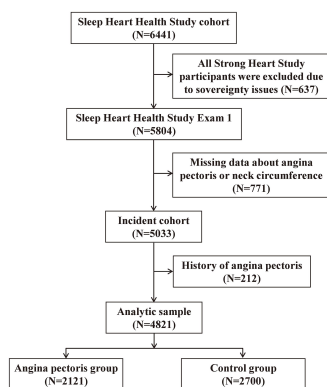 Sleep Heart Health Study cohort
(N=6441)
All Strong Heart Study
participants were excluded due
to sovereignty issues (N=637)
Sleep Heart Health Study Exam 1
(N=5804)
Missing data about angina
pectoris or neck circumference
(N=771)
Incident cohort
(N=5033)
History of angina pectoris
(N=212)
Analytic sample
(N=4821)
Angina pectoris group
(N=2121)
Control group
(N=2700)